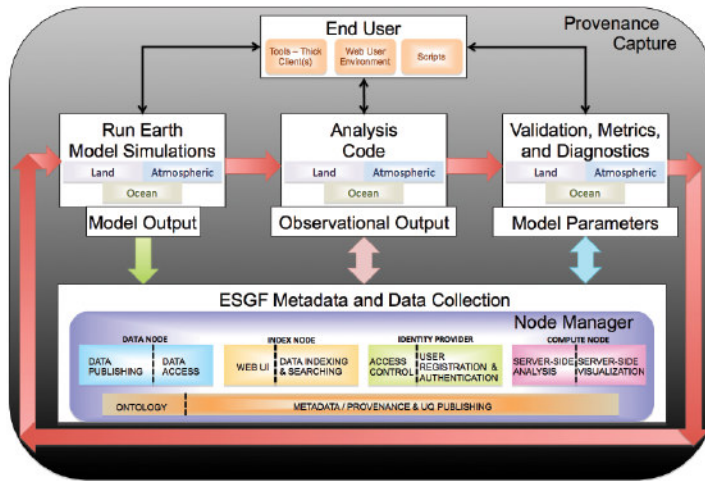 End User
Provenance
Capture
Tools – Thick
Client(s)
Web User
Environment
Scripts
Run Earth
Model Simulations
Land
Atmospheric
Ocean
Model Output
Analysis
Code
Land
Atmospheric
Ocean
Observational Output
Validation, Metrics,
and Diagnostics
Land
Atmospheric
Ocean
Model Parameters
ESGF Metadata and Data Collection
Node Manager
DATA NODE
DATA
PUBLISHING
DATA
ACCESS
INDEX NODE
WEB UI
DATA INDEXING
& SEARCHING
IDENTITY PROVIDER
ACCESS
CONTROL
USER
REGISTRATION &
AUTHENTICATION
COMPUTE NODE
SERVER-SIDE
ANALYSIS
SERVER-SIDE
VISUALIZATION
ONTOLOGY
METADATA / PROVENANCE & UQ PUBLISHING